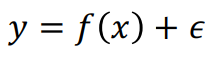 y = f(x) + ϵ